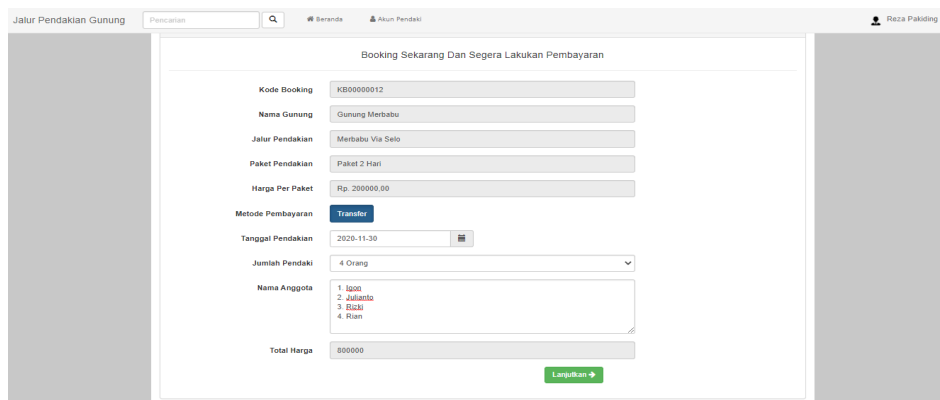 Jalur Pendakian Gunung Pencarian Beranda Akun Pendaki Reza Pakiding
Booking Sekarang Dan Segera Lakukan Pembayaran
Kode Booking KB00000012
Nama Gunung Gunung Merbabu
Jalur Pendakian Merbabu Via Selo
Paket Pendakian Paket 2 Hari
Harga Per Paket Rp. 200000,00
Metode Pembayaran Transfer
Tanggal Pendakian 2020-11-30
Jumlah Pendaki 4 Orang
Nama Anggota 1. Igon
2. Julianto
3. Rizki
4. Rian
Total Harga 800000
Lanjutkan